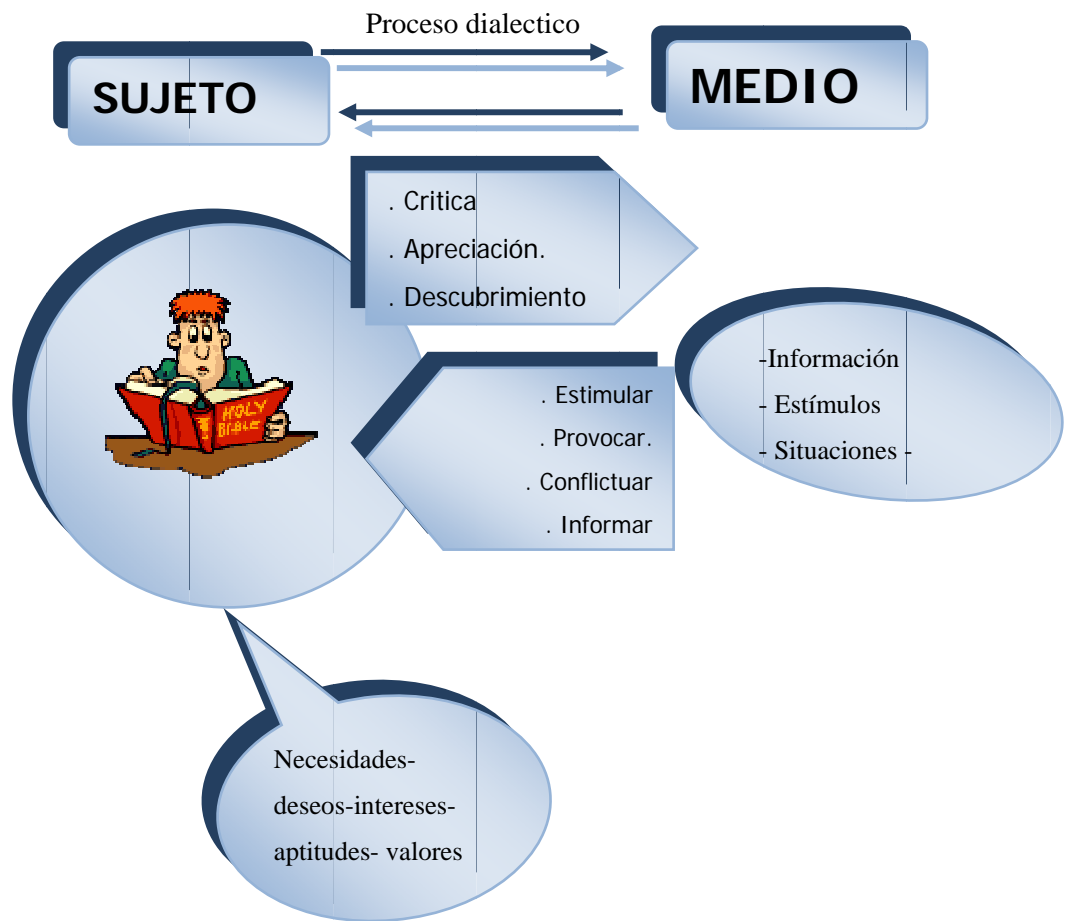 Proceso dialectico
SUJETO
MEDIO
. Critica
. Apreciación.
. Descubrimiento
HOLY
BIBLE
. Estimular
. Provocar.
. Conflictuar
. Informar
-Información
- Estímulos
- Situaciones -
Necesidades-
deseos-intereses-
aptitudes- valores